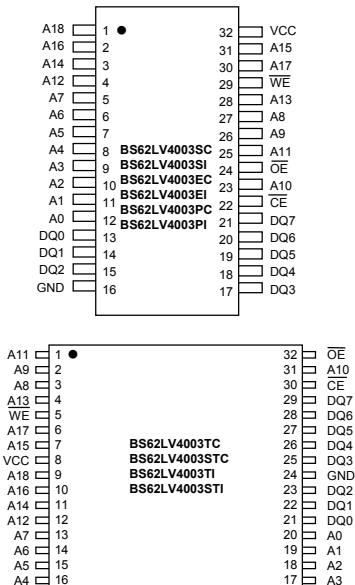 A18 1 32 VCC
A16 2 31 A15
A14 3 30 A17
A12 4 29 WE
A7 5 28 A13
A6 6 27 A8
A5 7 26 A9
A4 8 BS62LV4003SC 25 A11
A3 9 BS62LV4003SI 24 OE
A2 10 BS62LV4003EC 23 A10
A1 11 BS62LV4003EI 22 CE
A0 12 BS62LV4003PC 21 DQ7
DQ0 13 BS62LV4003PI 20 DQ6
DQ1 14 19 DQ5
DQ2 15 18 DQ4
GND 16 17 DQ3
A11 1 32 OE
A9 2 31 A10
A8 3 30 CE
A13 4 29 DQ7
WE 5 28 DQ6
A17 6 27 DQ5
A15 7 BS62LV4003TC 26 DQ4
VCC 8 BS62LV4003STC 25 DQ3
A18 9 BS62LV4003TI 24 GND
A16 10 BS62LV4003STI 23 DQ2
A14 11 22 DQ1
A12 12 21 DQ0
A7 13 20 A0
A6 14 19 A1
A5 15 18 A2
A4 16 17 A3